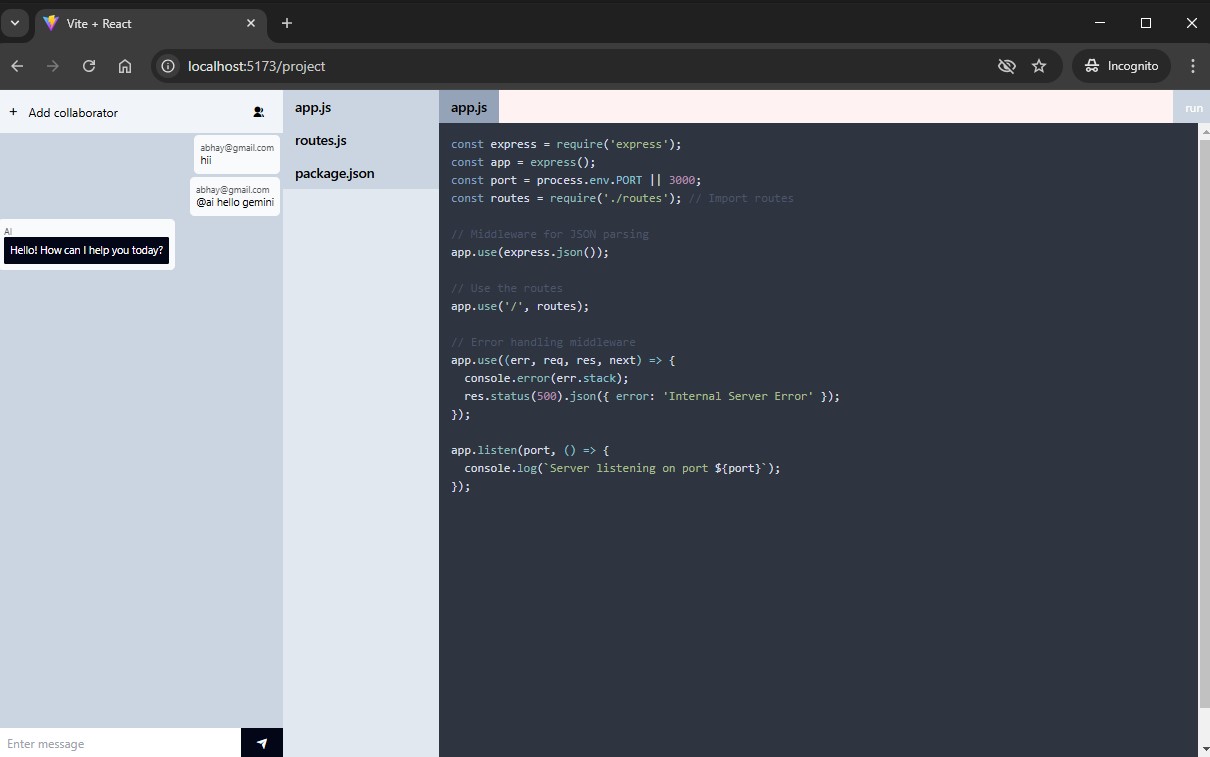 Vite + React
localhost:5173/project
Incognito
+ Add collaborator
abhay@gmail.com
hii
abhay@gmail.com
@ai hello gemini
AI
Hello! How can I help you today?
Enter message
app.js
routes.js
package.json
app.js
run
const express = require('express');
const app = express();
const port = process.env.PORT || 3000;
const routes = require('./routes'); // Import routes
// Middleware for JSON parsing
app.use(express.json());
// Use the routes
app.use('/', routes);
// Error handling middleware
app.use((err, req, res, next) => {
  console.error(err.stack);
  res.status(500).json({ error: 'Internal Server Error' });
});
app.listen(port, () => {
  console.log(`Server listening on port ${port}`);
});